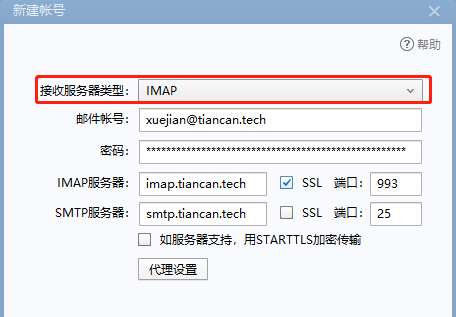 新建帐号
帮助
接收服务器类型： IMAP
邮件帐号： xuejian@tiancan.tech
密码： ****************************************************
IMAP服务器： imap.tiancan.tech SSL 端口： 993
SMTP服务器： smtp.tiancan.tech SSL 端口： 25
如服务器支持，用STARTTLS加密传输
代理设置